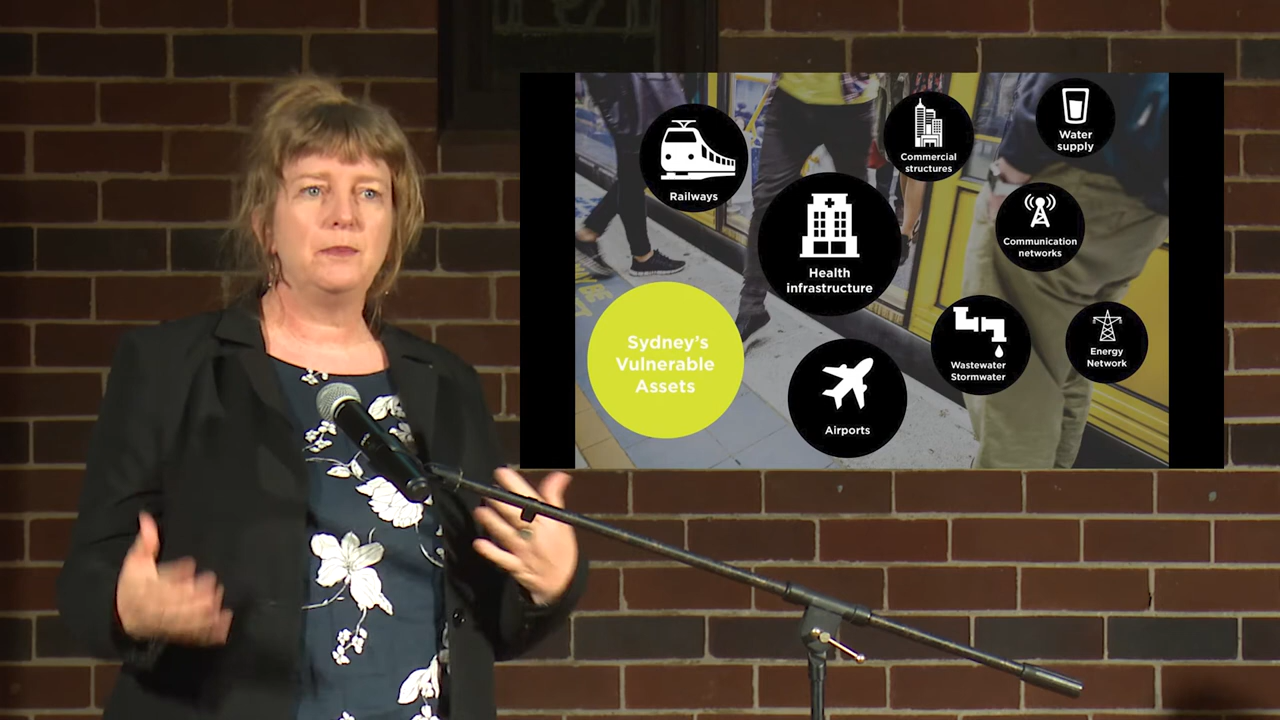 Railways
Commercial
structures
Water
supply
Health
infrastructure
Communication
networks
Sydney's
Vulnerable
Assets
Airports
Wastewater
Stormwater
Energy
Network